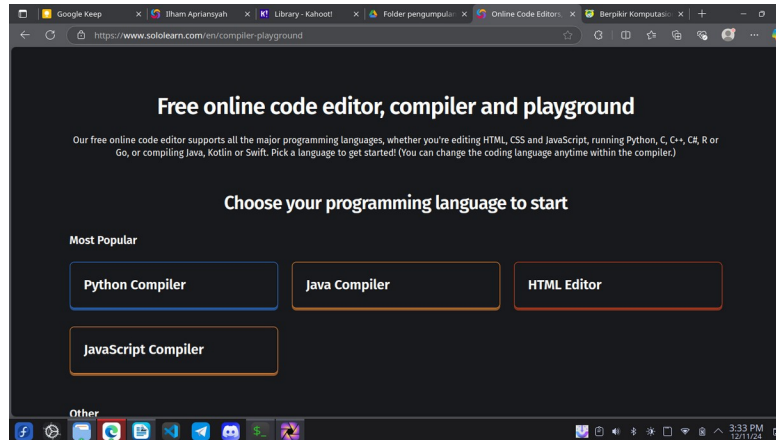 Google Keep
Ilham Apriansyah
Library - Kahoot!
Folder pengumpulan
Online Code Editors,
Berpikir Komputasio
https://www.sololearn.com/en/compiler-playground
Free online code editor, compiler and playground
Our free online code editor supports all the major programming languages, whether you're editing HTML, CSS and JavaScript, running Python, C, C++, C#, R or
Go, or compiling Java, Kotlin or Swift. Pick a language to get started! (You can change the coding language anytime within the compiler.)
Choose your programming language to start
Most Popular
Python Compiler
Java Compiler
HTML Editor
JavaScript Compiler
Other
3:33 PM
12/11/24